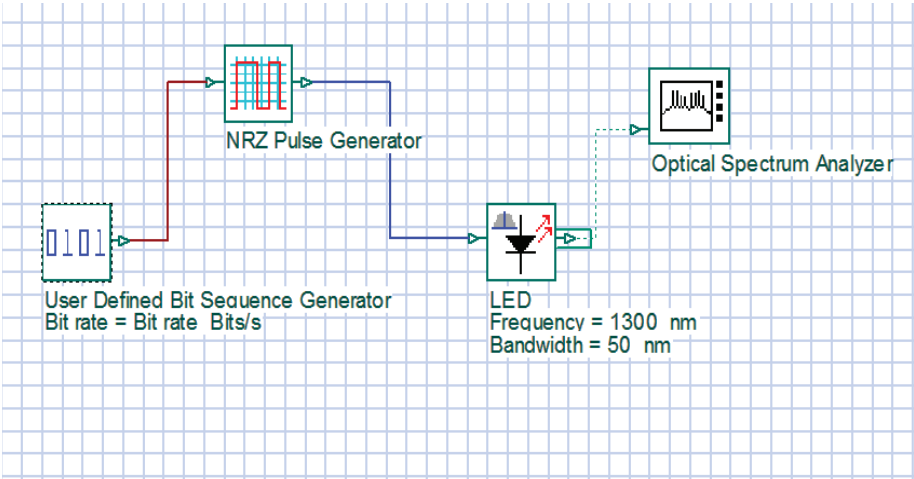 NRZ Pulse Generator
Optical Spectrum Analyzer
0101
User Defined Bit Sequence Generator
Bit rate = Bit rate  Bits/s
LED
Frequency = 1300  nm
Bandwidth = 50  nm